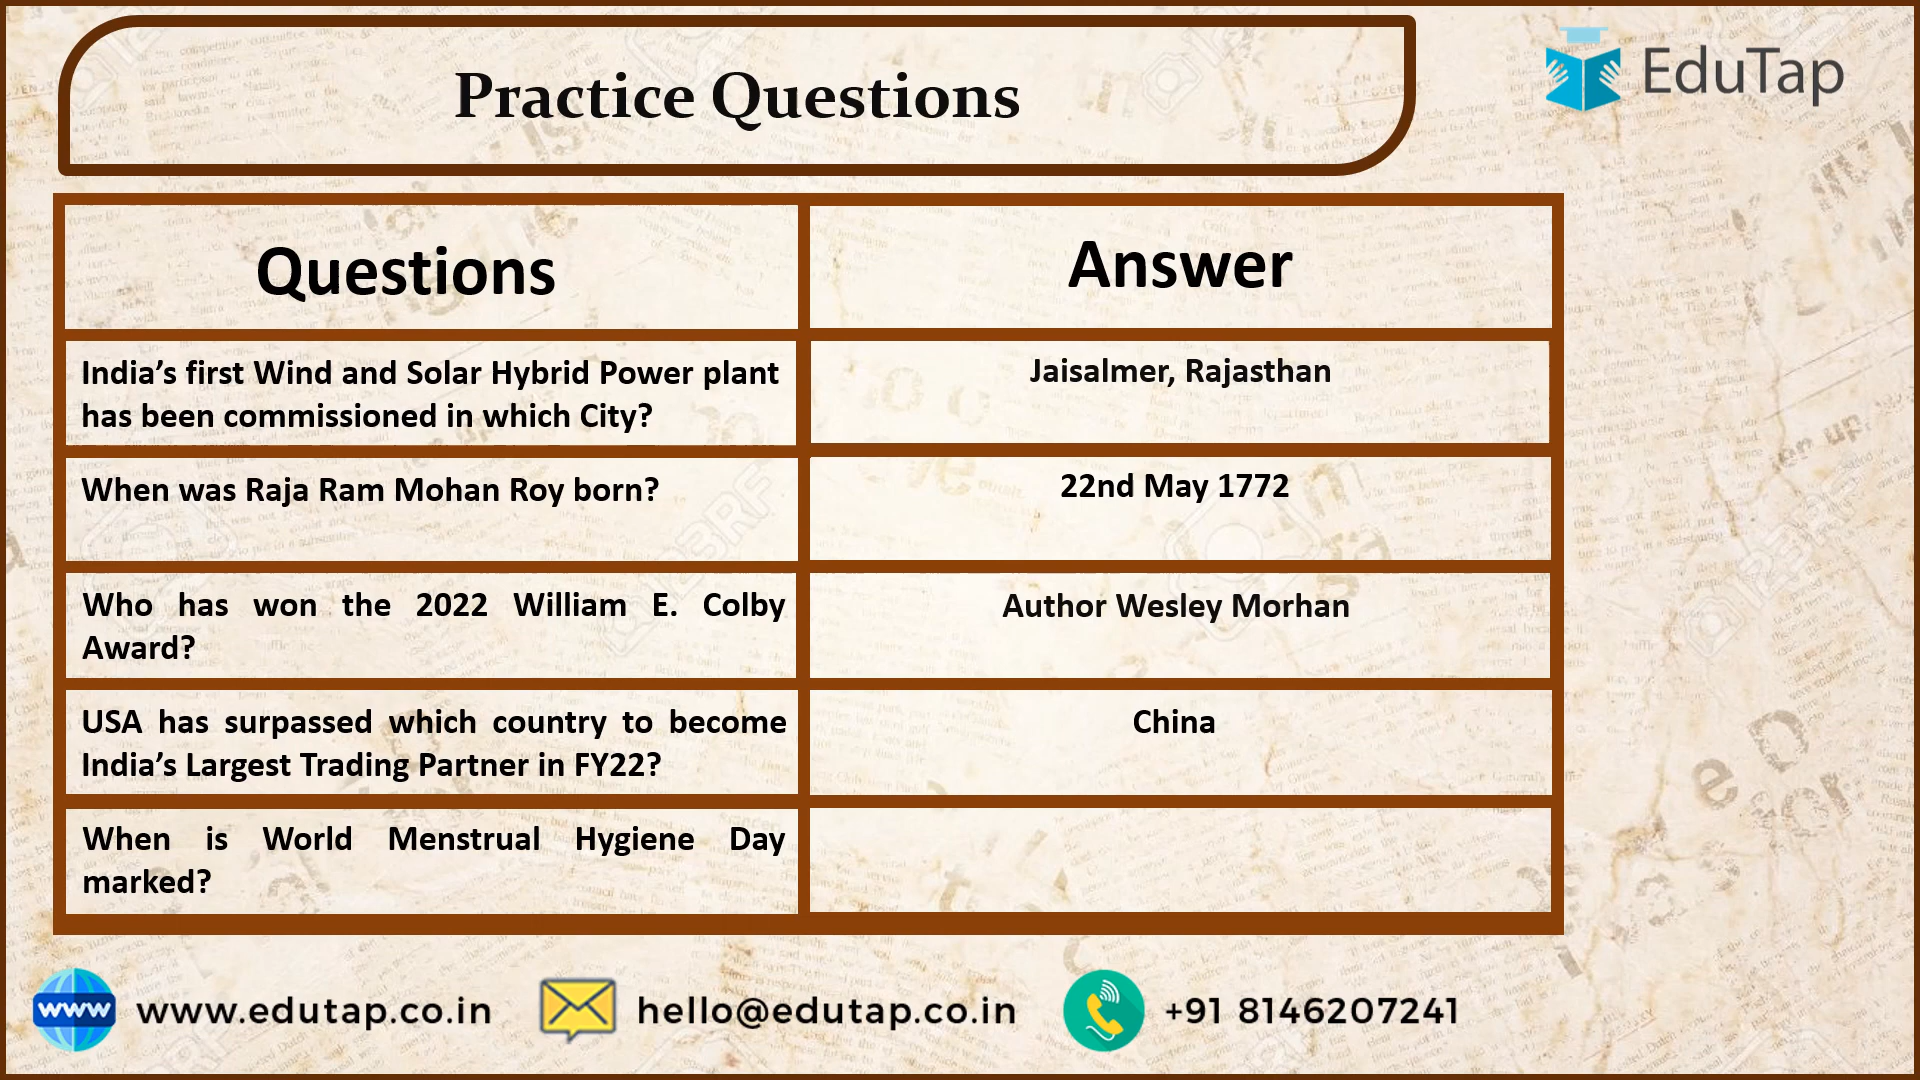 Practice Questions
EduTap
Questions
Answer
India’s first Wind and Solar Hybrid Power plant
has been commissioned in which City?
Jaisalmer, Rajasthan
When was Raja Ram Mohan Roy born?
22nd May 1772
Who has won the 2022 William E. Colby
Award?
Author Wesley Morhan
USA has surpassed which country to become
India’s Largest Trading Partner in FY22?
China
When is World Menstrual Hygiene Day
marked?
www
www.edutap.co.in
hello@edutap.co.in
+91 8146207241